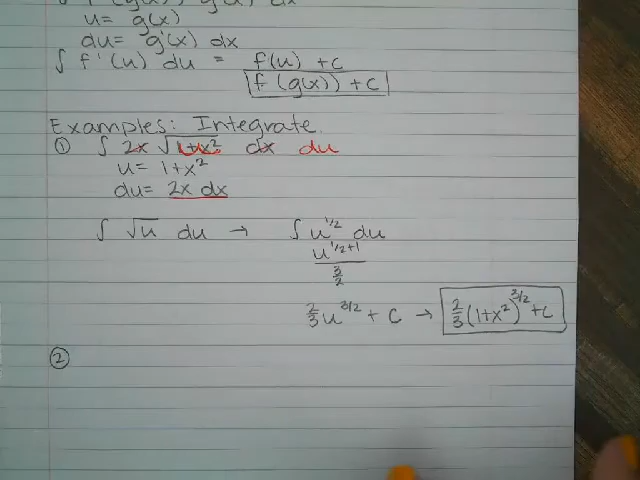 u= g(x)
du= g'(x) dx
∫ f'(u) du = f(u) +c
f (g(x)) + c
Examples: Integrate.
① ∫ 2x √1+x² dx du
u= 1+x²
du= 2x dx
∫ √u du → ∫ u^1/2 du
u^1/2+1
3/2
2/3 u^3/2 + C → 2/3 (1+x²)^3/2 + C
②